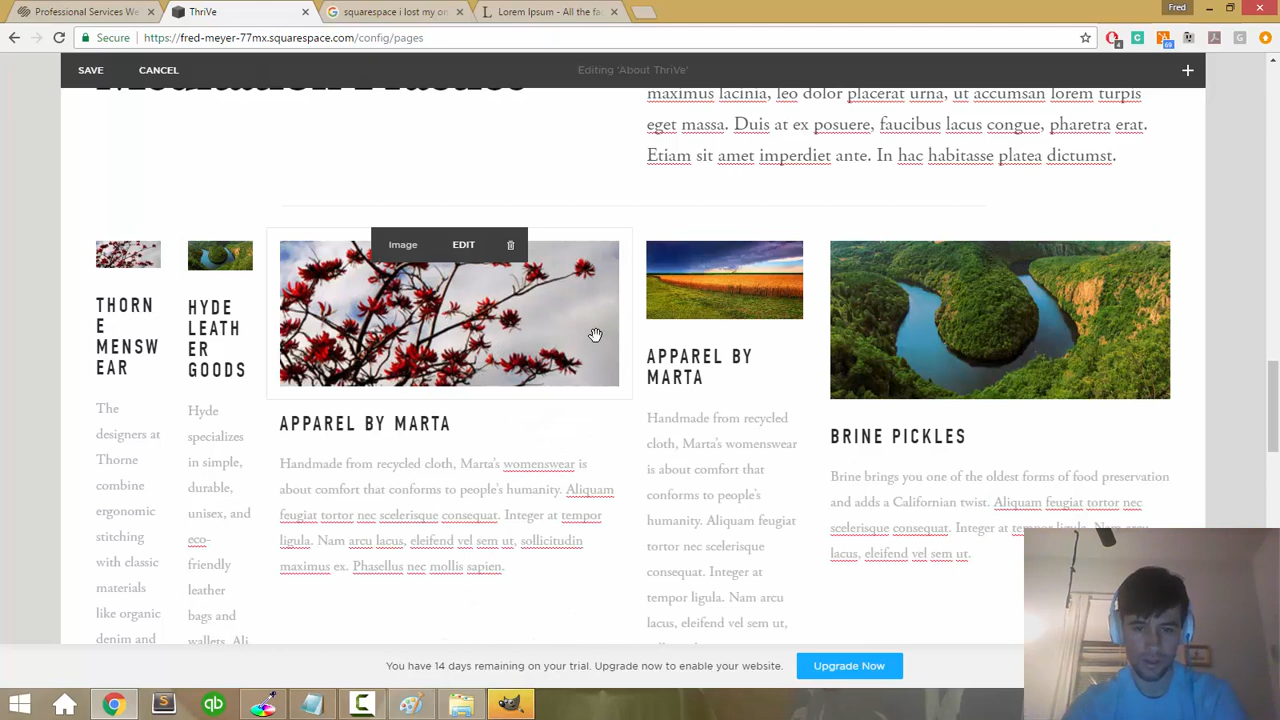 Professional Services We
ThriVe
squarespace i lost my on
Lorem Ipsum - All the fa
Fred
Secure
https://fred-meyer-77mx.squarespace.com/config/pages
4
69
SAVE
CANCEL
Editing 'About ThriVe'
maximus lacinia, leo dolor placerat urna, ut accumsan lorem turpis
eget massa. Duis at ex posuere, faucibus lacus congue, pharetra erat.
Etiam sit amet imperdiet ante. In hac habitasse platea dictumst.
Image
EDIT
THORN
E
MENSW
EAR
The
designers at
Thorne
combine
ergonomic
stitching
with classic
materials
like organic
denim and
HYDE
LEATH
ER
GOODS
Hyde
specializes
in simple,
durable,
unisex, and
eco-
friendly
leather
bags and
wallets. Ali
APPAREL BY MARTA
Handmade from recycled cloth, Marta's womenswear is
about comfort that conforms to people's humanity. Aliquam
feugiat tortor nec scelerisque consequat. Integer at tempor
ligula. Nam arcu lacus, eleifend vel sem ut, sollicitudin
maximus ex. Phasellus nec mollis sapien.
APPAREL BY
MARTA
Handmade from recycled
cloth, Marta's womenswear
is about comfort that
conforms to people's
humanity. Aliquam feugiat
tortor nec scelerisque
consequat. Integer at
tempor ligula. Nam arcu
lacus, eleifend vel sem ut,
BRINE PICKLES
Brine brings you one of the oldest forms of food preservation
and adds a Californian twist. Aliquam feugiat tortor nec
scelerisque consequat. Integer at tempor ligula. Nam arcu
lacus, eleifend vel sem ut.
You have 14 days remaining on your trial. Upgrade now to enable your website.
Upgrade Now